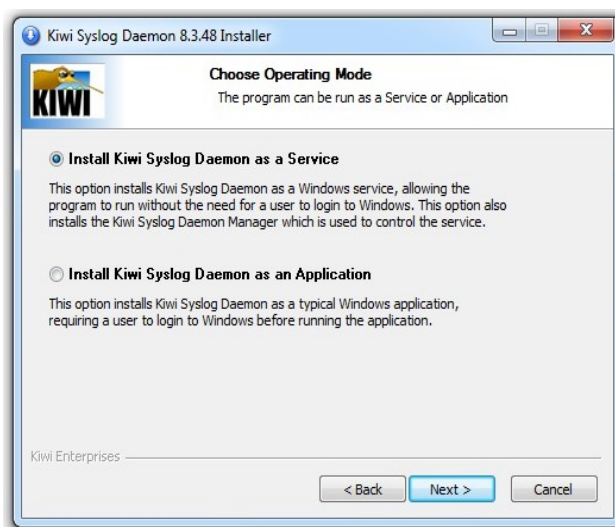 Kiwi Syslog Daemon 8.3.48 Installer
KIWI
Choose Operating Mode
The program can be run as a Service or Application
Install Kiwi Syslog Daemon as a Service
This option installs Kiwi Syslog Daemon as a Windows service, allowing the
program to run without the need for a user to login to Windows. This option also
installs the Kiwi Syslog Daemon Manager which is used to control the service.
Install Kiwi Syslog Daemon as an Application
This option installs Kiwi Syslog Daemon as a typical Windows application,
requiring a user to login to Windows before running the application.
Kiwi Enterprises
< Back
Next >
Cancel